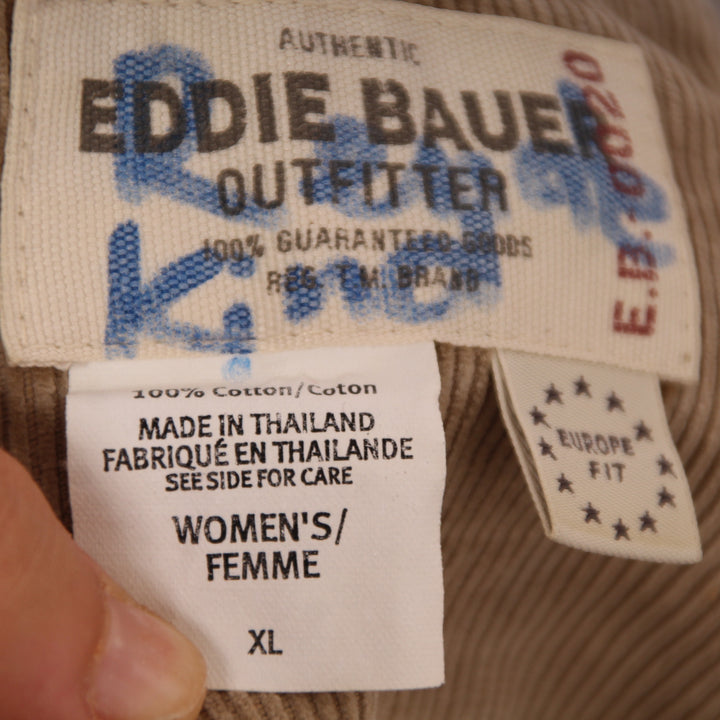 AUTHENTIC
EDDIE BAUER
OUTFITTER
100% GUARANTEED GOODS
REG. T.M. BRAND
E.B.-0020
100% Cotton/Coton
MADE IN THAILAND
FABRIQUÉ EN THAILANDE
SEE SIDE FOR CARE
WOMEN'S/
FEMME
XL
EUROPE
FIT